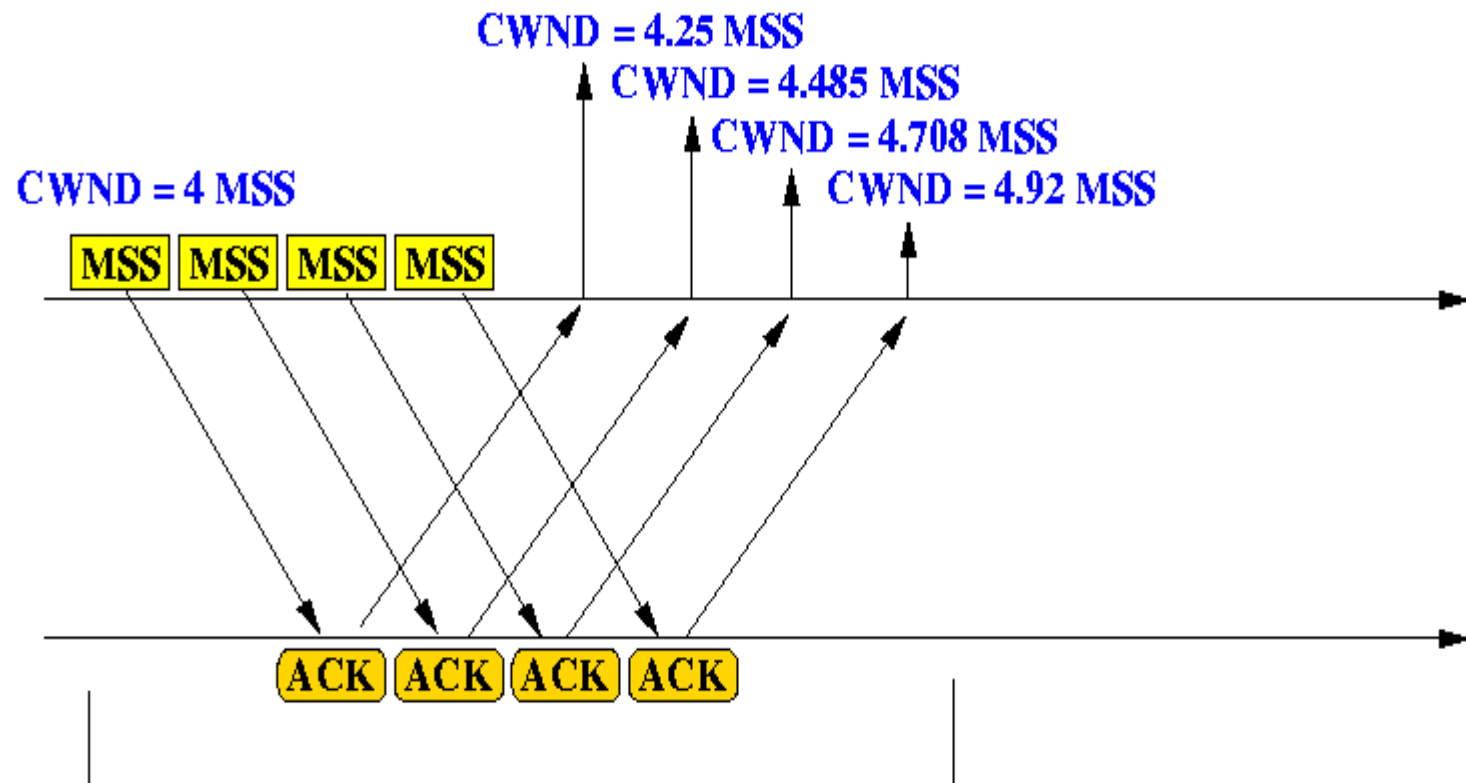 CWND = 4.25 MSS
CWND = 4.485 MSS
CWND = 4.708 MSS
CWND = 4 MSS
CWND = 4.92 MSS
MSS MSS MSS MSS
ACK ACK ACK ACK